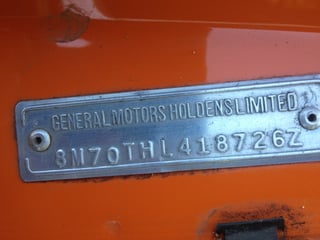 GENERAL MOTORS HOLDENS LIMITED
8M70THL418726Z